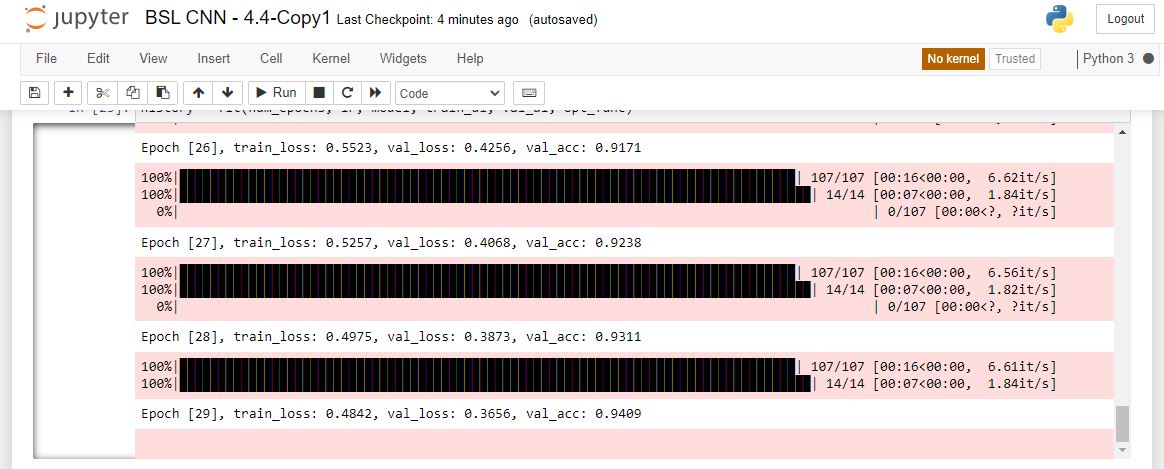 jupyter BSL CNN - 4.4-Copy1 Last Checkpoint: 4 minutes ago (autosaved)
Logout
File Edit View Insert Cell Kernel Widgets Help
No kernel Trusted Python 3
Run Code
Epoch [26], train_loss: 0.5523, val_loss: 0.4256, val_acc: 0.9171
100%| | 107/107 [00:16<00:00, 6.62it/s]
100%| | 14/14 [00:07<00:00, 1.84it/s]
0%| | 0/107 [00:00<?, ?it/s]
Epoch [27], train_loss: 0.5257, val_loss: 0.4068, val_acc: 0.9238
100%| | 107/107 [00:16<00:00, 6.56it/s]
100%| | 14/14 [00:07<00:00, 1.82it/s]
0%| | 0/107 [00:00<?, ?it/s]
Epoch [28], train_loss: 0.4975, val_loss: 0.3873, val_acc: 0.9311
100%| | 107/107 [00:16<00:00, 6.61it/s]
100%| | 14/14 [00:07<00:00, 1.84it/s]
Epoch [29], train_loss: 0.4842, val_loss: 0.3656, val_acc: 0.9409